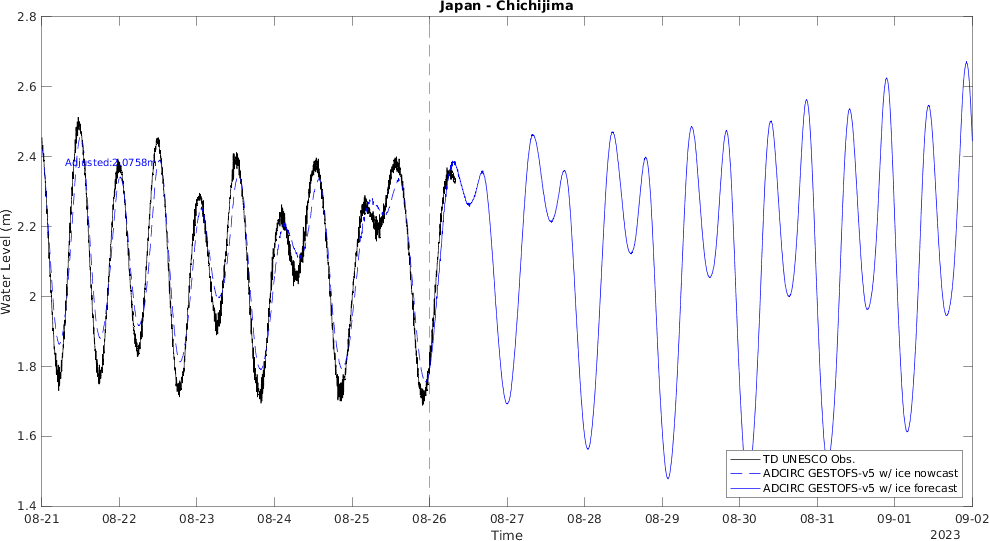 Japan - Chichijima
Water Level (m)
2.8
2.6
2.4
2.2
2
1.8
1.6
1.4
Adjusted:2.0758m
TD UNESCO Obs.
ADCIRC GESTOFS-v5 w/ ice nowcast
ADCIRC GESTOFS-v5 w/ ice forecast
08-21 08-22 08-23 08-24 08-25 08-26 08-27 08-28 08-29 08-30 08-31 09-01 09-02
Time
2023